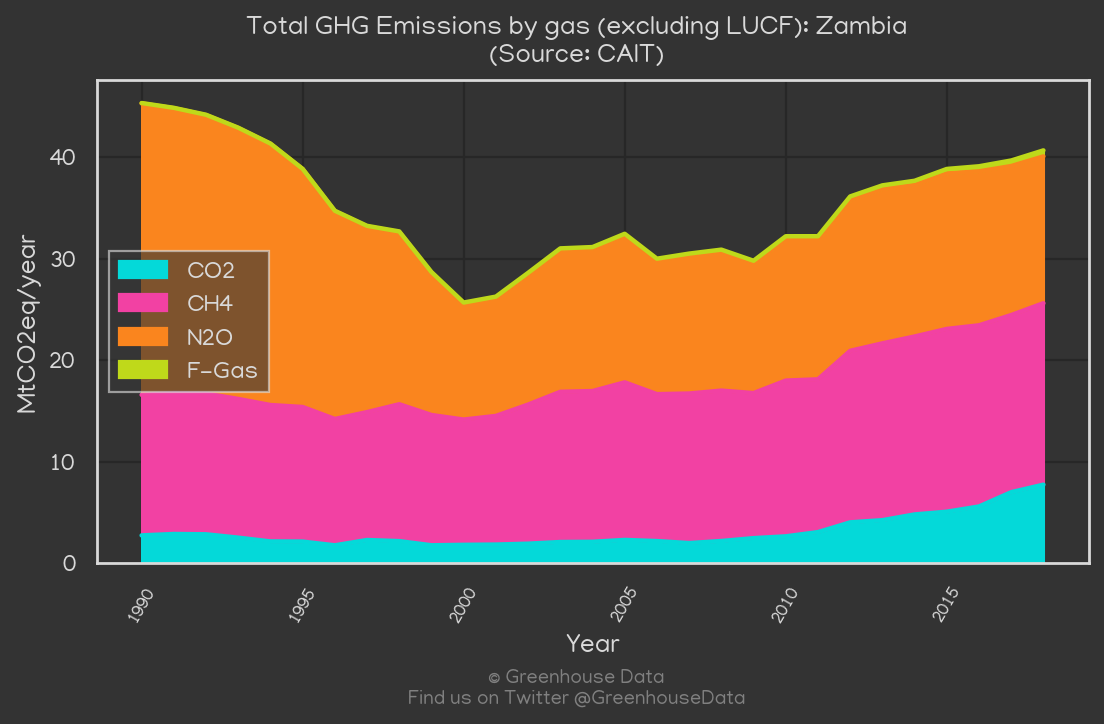 Total GHG Emissions by gas (excluding LUCF): Zambia
(Source: CAIT)
MtCO2eq/year
40
30
20
10
0
CO2
CH4
N2O
F-Gas
1990
1995
2000
2005
2010
2015
Year
© Greenhouse Data
Find us on Twitter @GreenhouseData